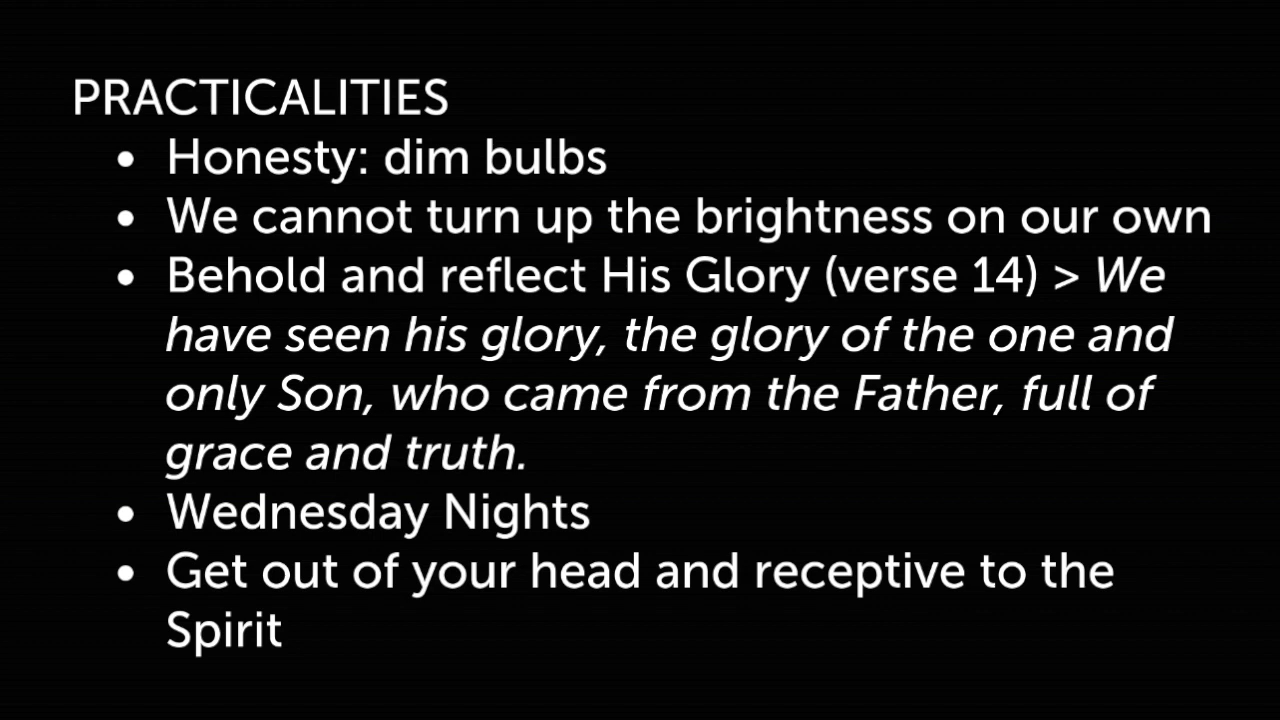 PRACTICALITIES
• Honesty: dim bulbs
• We cannot turn up the brightness on our own
• Behold and reflect His Glory (verse 14) > We
have seen his glory, the glory of the one and
only Son, who came from the Father, full of
grace and truth.
• Wednesday Nights
• Get out of your head and receptive to the
Spirit